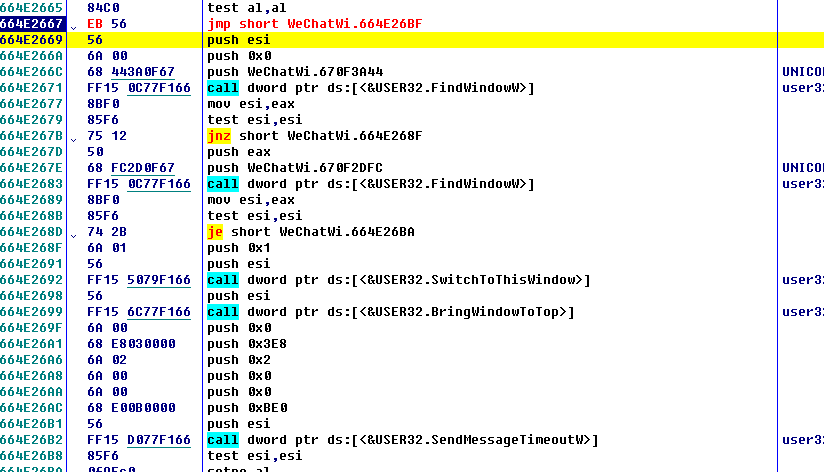 664E2665 84C0 test al,al
664E2667 EB 56 jmp short WeChatWi.664E26BF
664E2669 56 push esi
664E266A 6A 00 push 0x0
664E266C 68 443A0F67 push WeChatWi.670F3A44 UNICO
664E2671 FF15 0C77F166 call dword ptr ds:[<&USER32.FindWindowW>] user32
664E2677 8BF0 mov esi,eax
664E2679 85F6 test esi,esi
664E267B 75 12 jnz short WeChatWi.664E268F
664E267D 50 push eax
664E267E 68 FC2D0F67 push WeChatWi.670F2DFC UNICO
664E2683 FF15 0C77F166 call dword ptr ds:[<&USER32.FindWindowW>] user32
664E2689 8BF0 mov esi,eax
664E268B 85F6 test esi,esi
664E268D 74 2B je short WeChatWi.664E26BA
664E268F 6A 01 push 0x1
664E2691 56 push esi
664E2692 FF15 5079F166 call dword ptr ds:[<&USER32.SwitchToThisWindow>] user32
664E2698 56 push esi
664E2699 FF15 6C77F166 call dword ptr ds:[<&USER32.BringWindowToTop>] user32
664E269F 6A 00 push 0x0
664E26A1 68 E8030000 push 0x3E8
664E26A6 6A 02 push 0x2
664E26A8 6A 00 push 0x0
664E26AA 6A 00 push 0x0
664E26AC 68 E00B0000 push 0xBE0
664E26B1 56 push esi
664E26B2 FF15 D077F166 call dword ptr ds:[<&USER32.SendMessageTimeoutW>] user32
664E26B8 85F6 test esi,esi